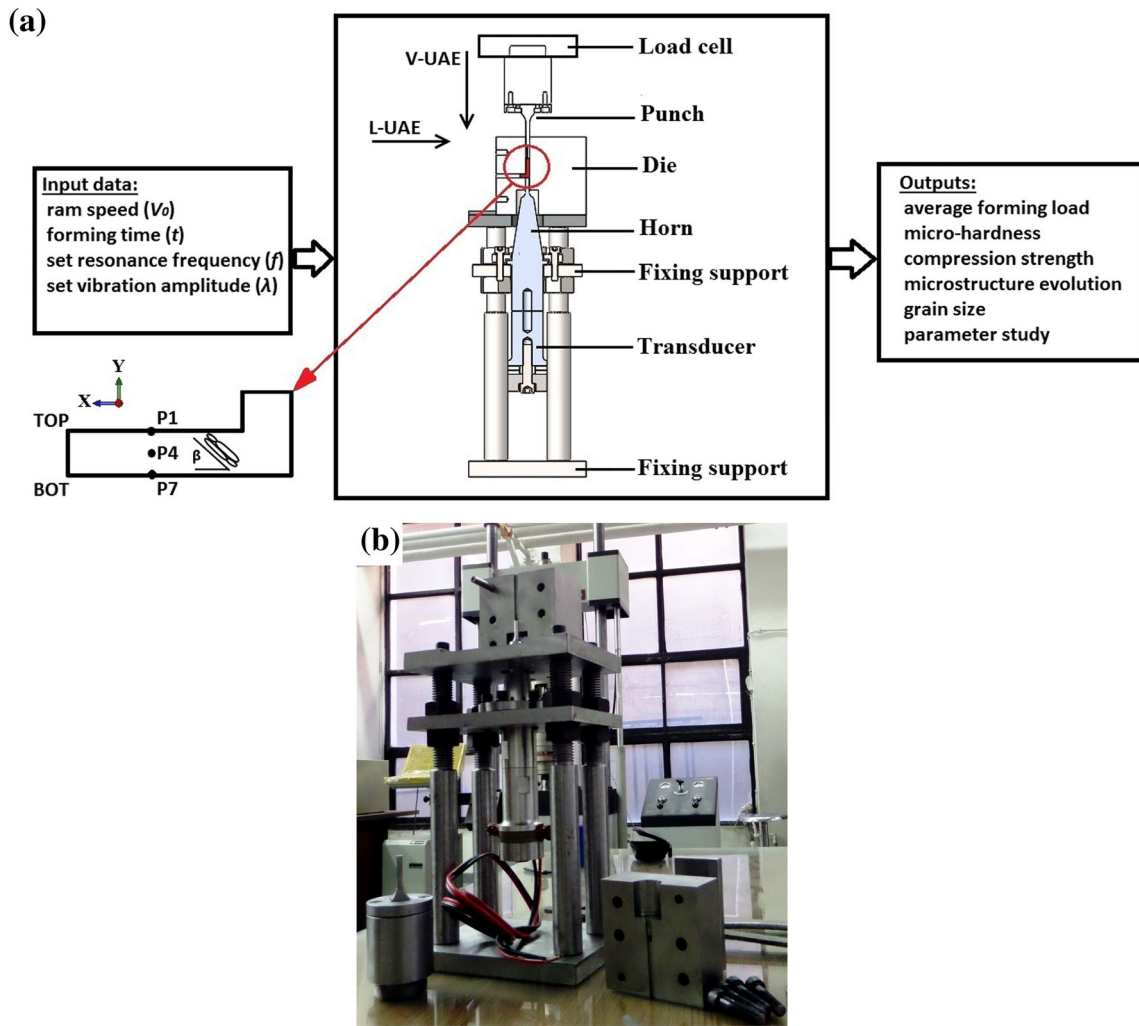 (a)
Load cell
V-UAE
Punch
L-UAE
Die
Input data:
ram speed (V₀)
forming time (t)
set resonance frequency (f)
set vibration amplitude (λ)
Horn
Fixing support
Transducer
Fixing support
Outputs:
average forming load
micro-hardness
compression strength
microstructure evolution
grain size
parameter study
Y
X
TOP
P1
P4
β
BOT
P7
(b)